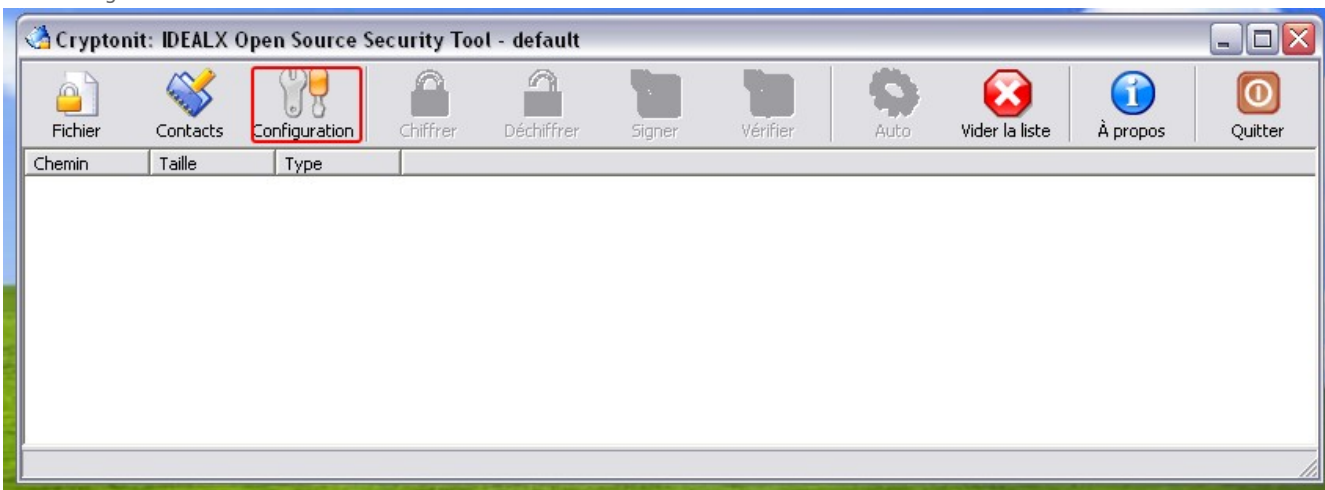 Cryptonit: IDEALX Open Source Security Tool - default
Fichier Contacts Configuration Chiffrer Déchiffrer Signer Vérifier Auto Vider la liste À propos Quitter
Chemin Taille Type